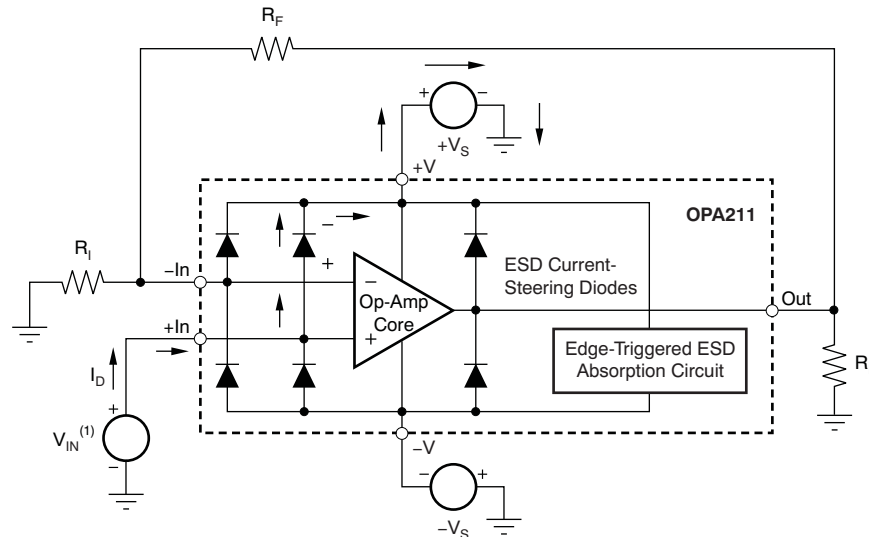 R_F
+ −
+V_S
+V
OPA211
R_I
−In
−
+
−
Op-Amp
Core
+
ESD Current-
Steering Diodes
Out
+In
Edge-Triggered ESD
Absorption Circuit
R
I_D
+
V_IN^(1)
−
−V
− +
−V_S